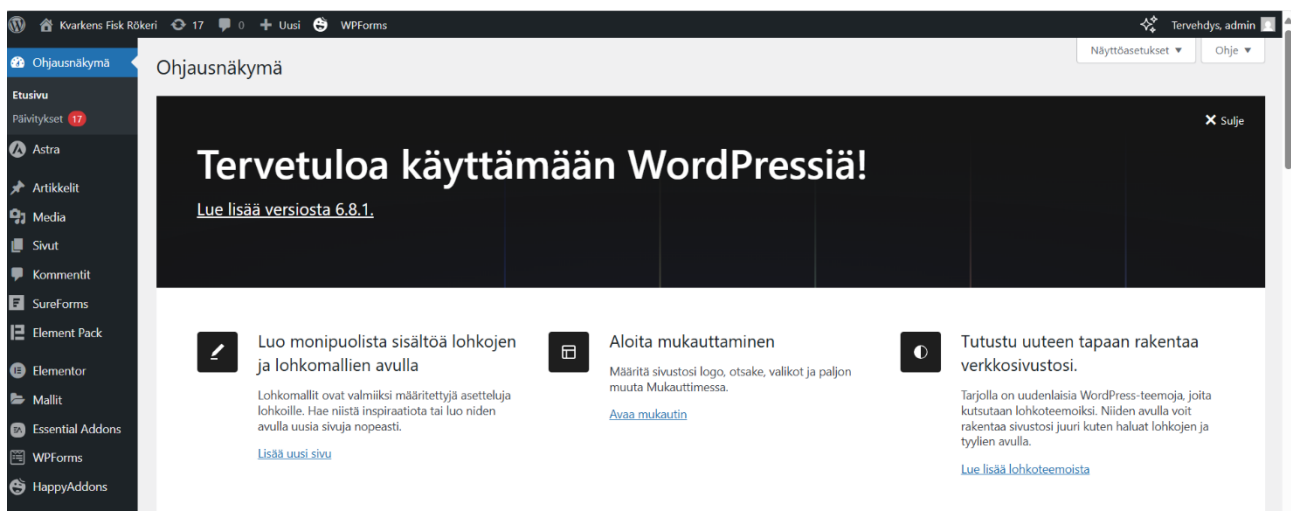 Kvarkens Fisk Rökeri 17 0 Uusi WPForms Tervehdys, admin
Näyttöasetukset Ohje
Ohjausnäkymä
Etusivu
Päivitykset 17
Astra
Artikkelit
Media
Sivut
Kommentit
SureForms
Element Pack
Elementor
Mallit
Essential Addons
WPForms
HappyAddons
Ohjausnäkymä
Sulje
Tervetuloa käyttämään WordPressiä!
Lue lisää versiosta 6.8.1.
Luo monipuolista sisältöä lohkojen
ja lohkomallien avulla
Lohkomallit ovat valmiiksi määritettyjä asetteluja
lohkoille. Hae niistä inspiraatiota tai luo niden
avulla uusia sivuja nopeasti.
Lisää uusi sivu
Aloita mukauttaminen
Määritä sivustosi logo, otsake, valikot ja paljon
muuta Mukauttimessa.
Avaa mukautin
Tutustu uuteen tapaan rakentaa
verkkosivustosi.
Tarjolla on uudenlaisia WordPress-teemoja, joita
kutsutaan lohkoteemoiksi. Niiden avulla voit
rakentaa sivustosi juuri kuten haluat lohkojen ja
tyylien avulla.
Lue lisää lohkoteemoista